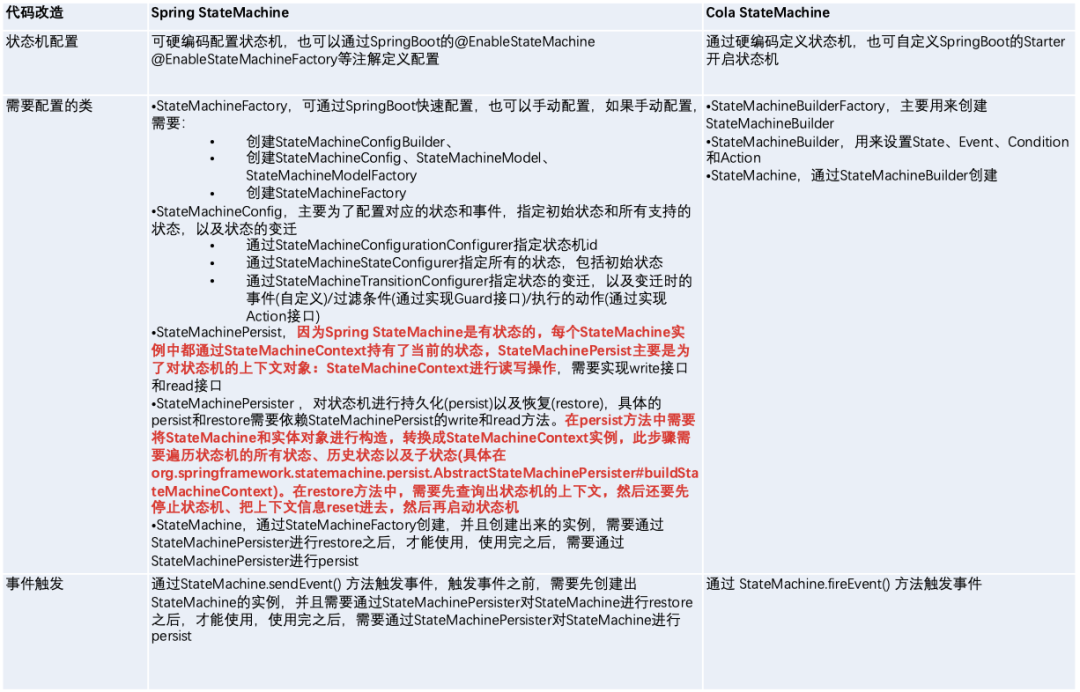 代码改造
Spring StateMachine
Cola StateMachine
状态机配置
可硬编码配置状态机，也可以通过SpringBoot的@EnableStateMachine
@EnableStateMachineFactory等注解定义配置
通过硬编码定义状态机，也可自定义SpringBoot的Starter
开启状态机
需要配置的类
•StateMachineFactory，可通过SpringBoot快速配置，也可以手动配置，如果手动配置，
需要：
• 创建StateMachineConfigBuilder、
• 创建StateMachineConfig、StateMachineModel、
StateMachineModelFactory
• 创建StateMachineFactory
•StateMachineConfig，主要为了配置对应的状态和事件，指定初始状态和所有支持的
状态，以及状态的变迁
• 通过StateMachineConfigurationConfigurer指定状态机id
• 通过StateMachineStateConfigurer指定所有的状态，包括初始状态
• 通过StateMachineTransitionConfigurer指定状态的变迁，以及变迁时的
事件(自定义)/过滤条件(通过实现Guard接口)/执行的动作(通过实现
Action接口)
•StateMachinePersist，因为Spring StateMachine是有状态的，每个StateMachine实
例中都通过StateMachineContext持有了当前的状态，StateMachinePersist主要是为
了对状态机的上下文对象：StateMachineContext进行读写操作，需要实现write接口
和read接口
•StateMachinePersister ，对状态机进行持久化(persist)以及恢复(restore)，具体的
persist和restore需要依赖StateMachinePersist的write和read方法。在persist方法中需要
将StateMachine和实体对象进行构造，转换成StateMachineContext实例，此步骤需
要遍历状态机的所有状态、历史状态以及子状态(具体在
org.springframework.statemachine.persist.AbstractStateMachinePersister#buildSta
teMachineContext)。在restore方法中，需要先查询出状态机的上下文，然后还要先
停止状态机、把上下文信息reset进去，然后再启动状态机
•StateMachine，通过StateMachineFactory创建，并且创建出来的实例，需要通过
StateMachinePersister进行restore之后，才能使用，使用完之后，需要通过
StateMachinePersister进行persist
•StateMachineBuilderFactory，主要用来创建
StateMachineBuilder
•StateMachineBuilder，用来设置State、Event、Condition
和Action
•StateMachine，通过StateMachineBuilder创建
事件触发
通过StateMachine.sendEvent() 方法触发事件，触发事件之前，需要先创建出
StateMachine的实例，并且需要通过StateMachinePersister对StateMachine进行restore
之后，才能使用，使用完之后，需要通过StateMachinePersister对StateMachine进行
persist
通过 StateMachine.fireEvent() 方法触发事件